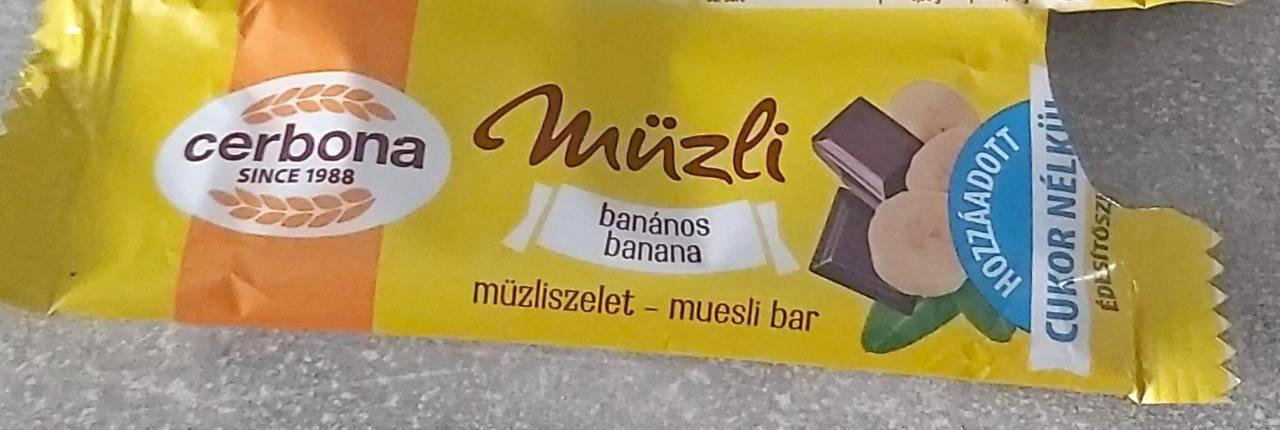 cerbona
SINCE 1988
Müzli
banános
banana
müzliszelet - muesli bar
HOZZÁADOTT
CUKOR NÉLKÜL